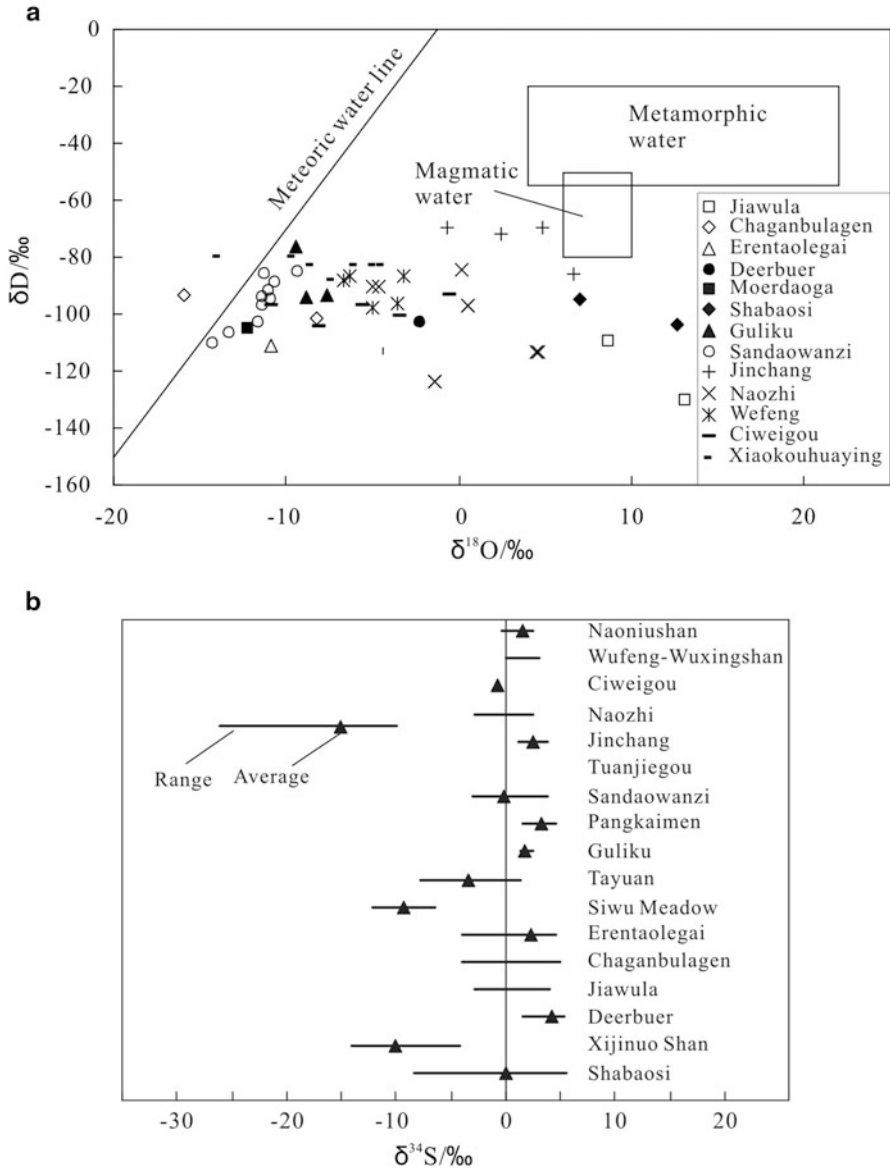 a
0
-20
-40
-60
-80
-100
-120
-140
-160
δD/‰
Meteoric water line
Metamorphic
water
Magmatic
water
Jiawula
Chaganbulagen
Erentaolegai
Deerbuer
Moerdaoga
Shabaosi
Guliku
Sandaowanzi
Jinchang
Naozhi
Wefeng
Ciweigou
Xiaokouhuaying
-20 -10 0 10 20
δ¹⁸O/‰
b
Naoniushan
Wufeng-Wuxingshan
Ciweigou
Naozhi
Jinchang
Range Average
Tuanjiegou
Sandaowanzi
Pangkaimen
Guliku
Tayuan
Siwu Meadow
Erentaolegai
Chaganbulagen
Jiawula
Deerbuer
Xijinuo Shan
Shabaosi
-30 -20 -10 0 10 20
δ³⁴S/‰